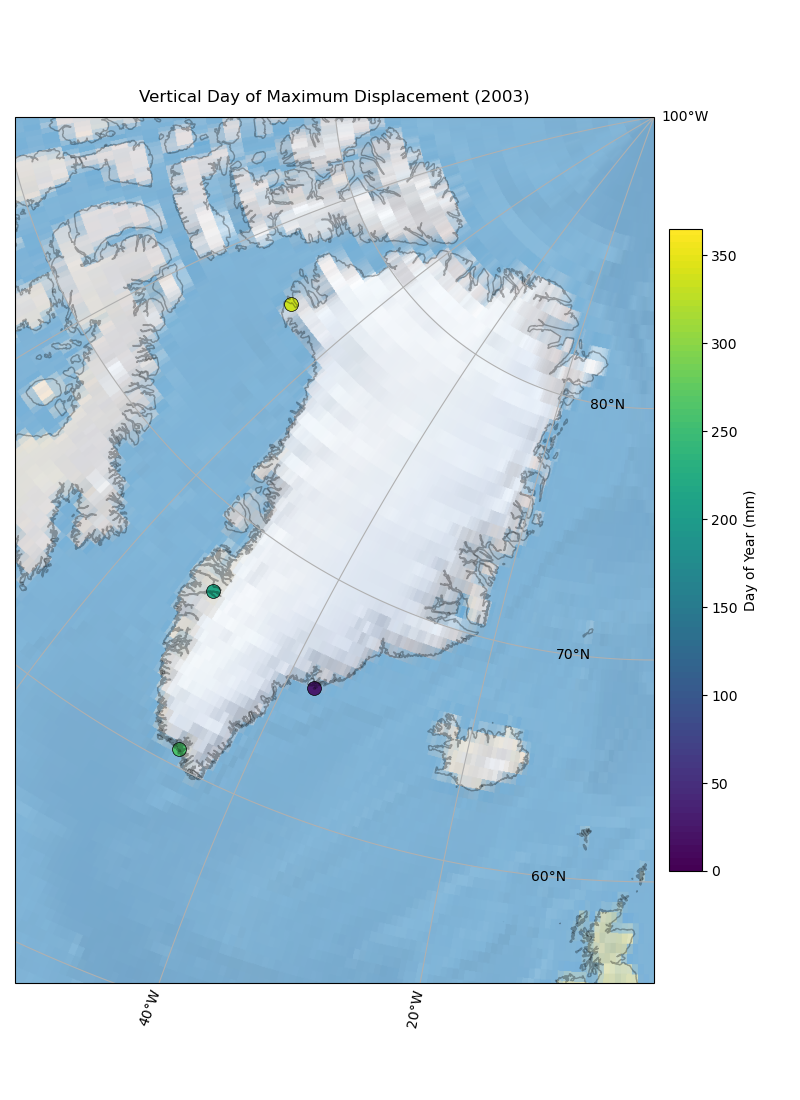 Vertical Day of Maximum Displacement (2003)
100°W
80°N
70°N
60°N
40°W
20°W
350
300
250
200
150
100
50
0
Day of Year (mm)